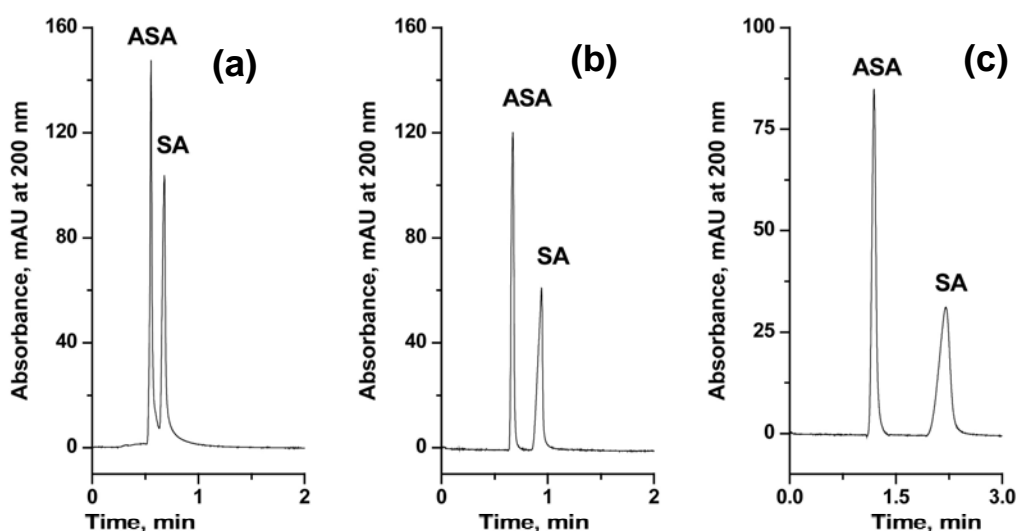 160
120
80
40
0
Absorbance, mAU at 200 nm
ASA
(a)
SA
0 1 2
Time, min
160
120
80
40
0
Absorbance, mAU at 200 nm
(b)
ASA
SA
0 1 2
Time, min
100
75
50
25
0
Absorbance, mAU at 200 nm
ASA
(c)
SA
0.0 1.5 3.0
Time, min